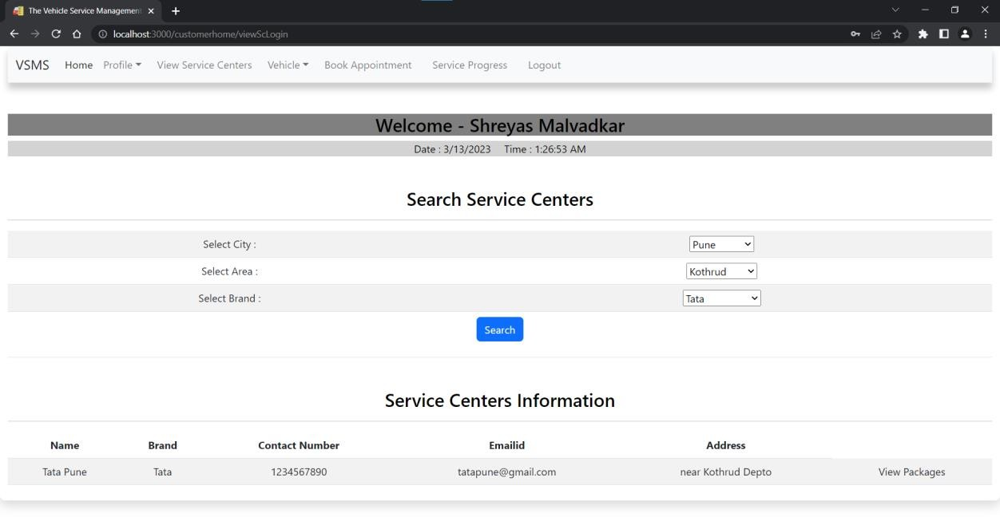 The Vehicle Service Management
localhost:3000/customerhome/viewScLogin
VSMS Home Profile View Service Centers Vehicle Book Appointment Service Progress Logout
Welcome - Shreyas Malvadkar
Date : 3/13/2023 Time : 1:26:53 AM
Search Service Centers
Select City : Pune
Select Area : Kothrud
Select Brand : Tata
Search
Service Centers Information
Name Brand Contact Number Emailid Address
Tata Pune Tata 1234567890 tatapune@gmail.com near Kothrud Depto View Packages